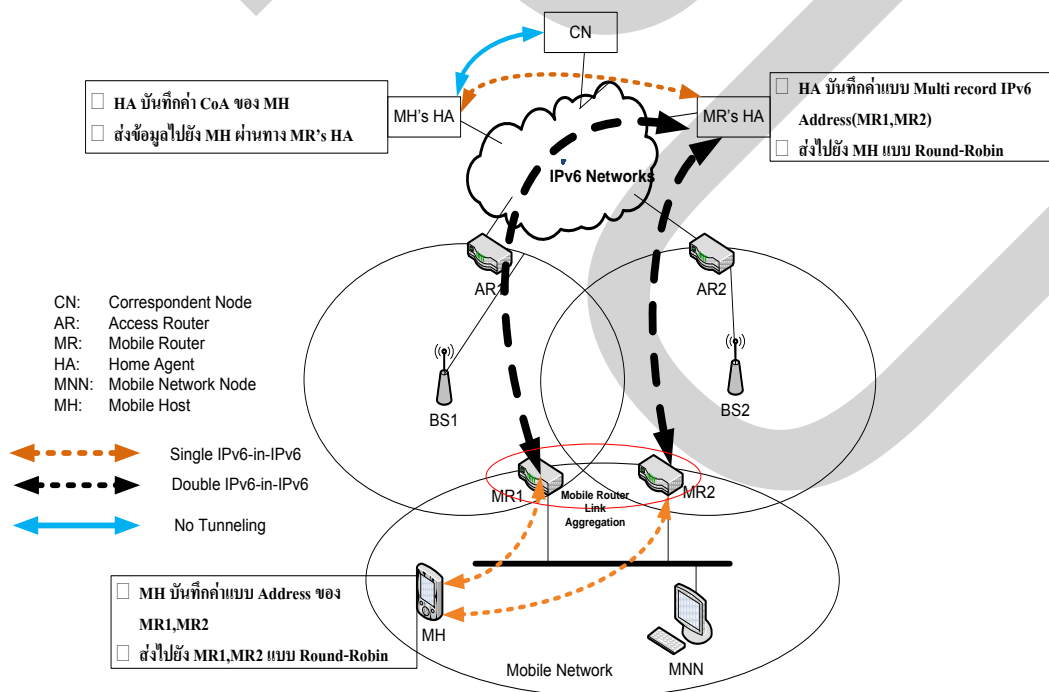 CN
☐ HA บันทึกค่า CoA ของ MH
☐ ส่งข้อมูลไปยัง MH ผ่านทาง MR's HA
MH's HA
MR's HA
☐ HA บันทึกค่าแบบ Multi record IPv6
Address(MR1,MR2)
☐ ส่งไปยัง MH แบบ Round-Robin
IPv6 Networks
AR1
AR2
CN: Correspondent Node
AR: Access Router
MR: Mobile Router
HA: Home Agent
MNN: Mobile Network Node
MH: Mobile Host
BS1
BS2
Single IPv6-in-IPv6
Double IPv6-in-IPv6
No Tunneling
MR1
MR2
Mobile Router
Link
Aggregation
☐ MH บันทึกค่าแบบ Address ของ
MR1,MR2
☐ ส่งไปยัง MR1,MR2 แบบ Round-Robin
MH
MNN
Mobile Network